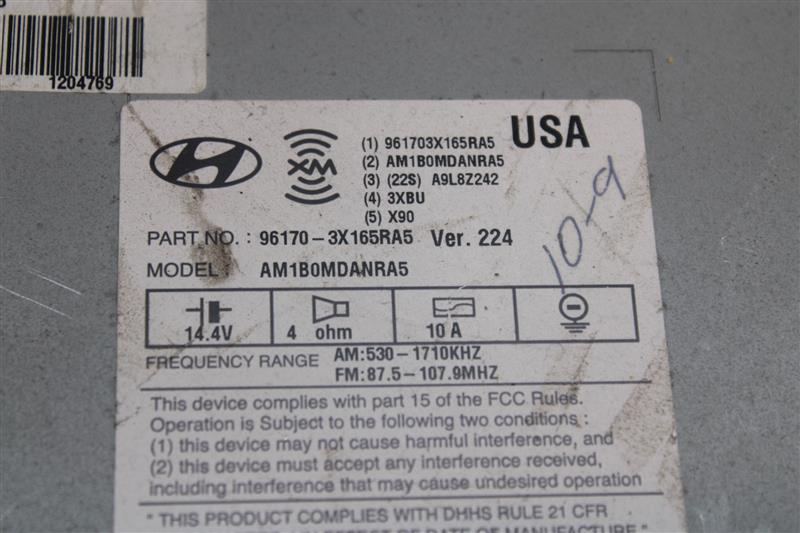 1204769
USA
XM
(1) 961703X165RA5
(2) AM1B0MDANRA5
(3) (22S) A9L8Z242
(4) 3XBU
(5) X90
10-9
PART NO. : 96170-3X165RA5 Ver. 224
MODEL : AM1B0MDANRA5
14.4V 4 ohm 10 A
FREQUENCY RANGE AM:530-1710KHZ
FM:87.5-107.9MHZ
This device complies with part 15 of the FCC Rules.
Operation is Subject to the following two conditions :
(1) this device may not cause harmful interference, and
(2) this device must accept any interference received,
including interference that may cause undesired operation
" THIS PRODUCT COMPLIES WITH DHHS RULE 21 CFR